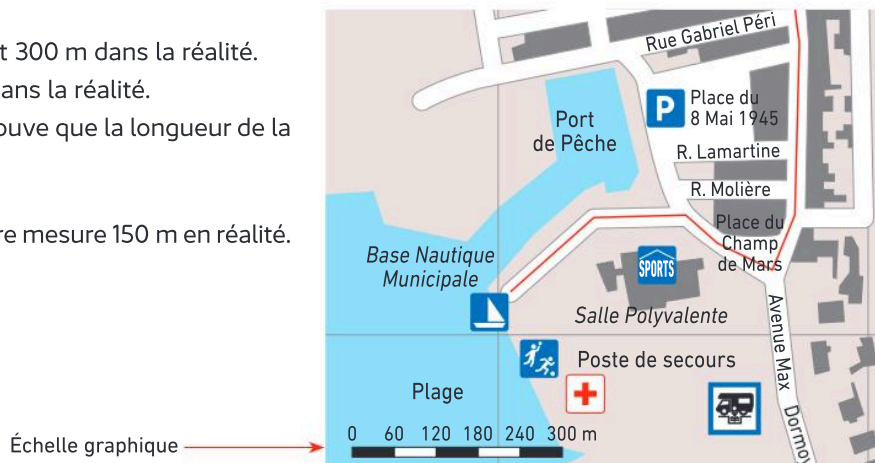 t 300 m dans la réalité.
ans la réalité.
ouve que la longueur de la
re mesure 150 m en réalité.
Échelle graphique
Rue Gabriel Péri
P
Place du
8 Mai 1945
Port
de Pêche
R. Lamartine
R. Molière
Place du
Champ
de Mars
Base Nautique
Municipale
SPORTS
Salle Polyvalente
Poste de secours
Avenue Max Dormoy
Plage
0 60 120 180 240 300 m